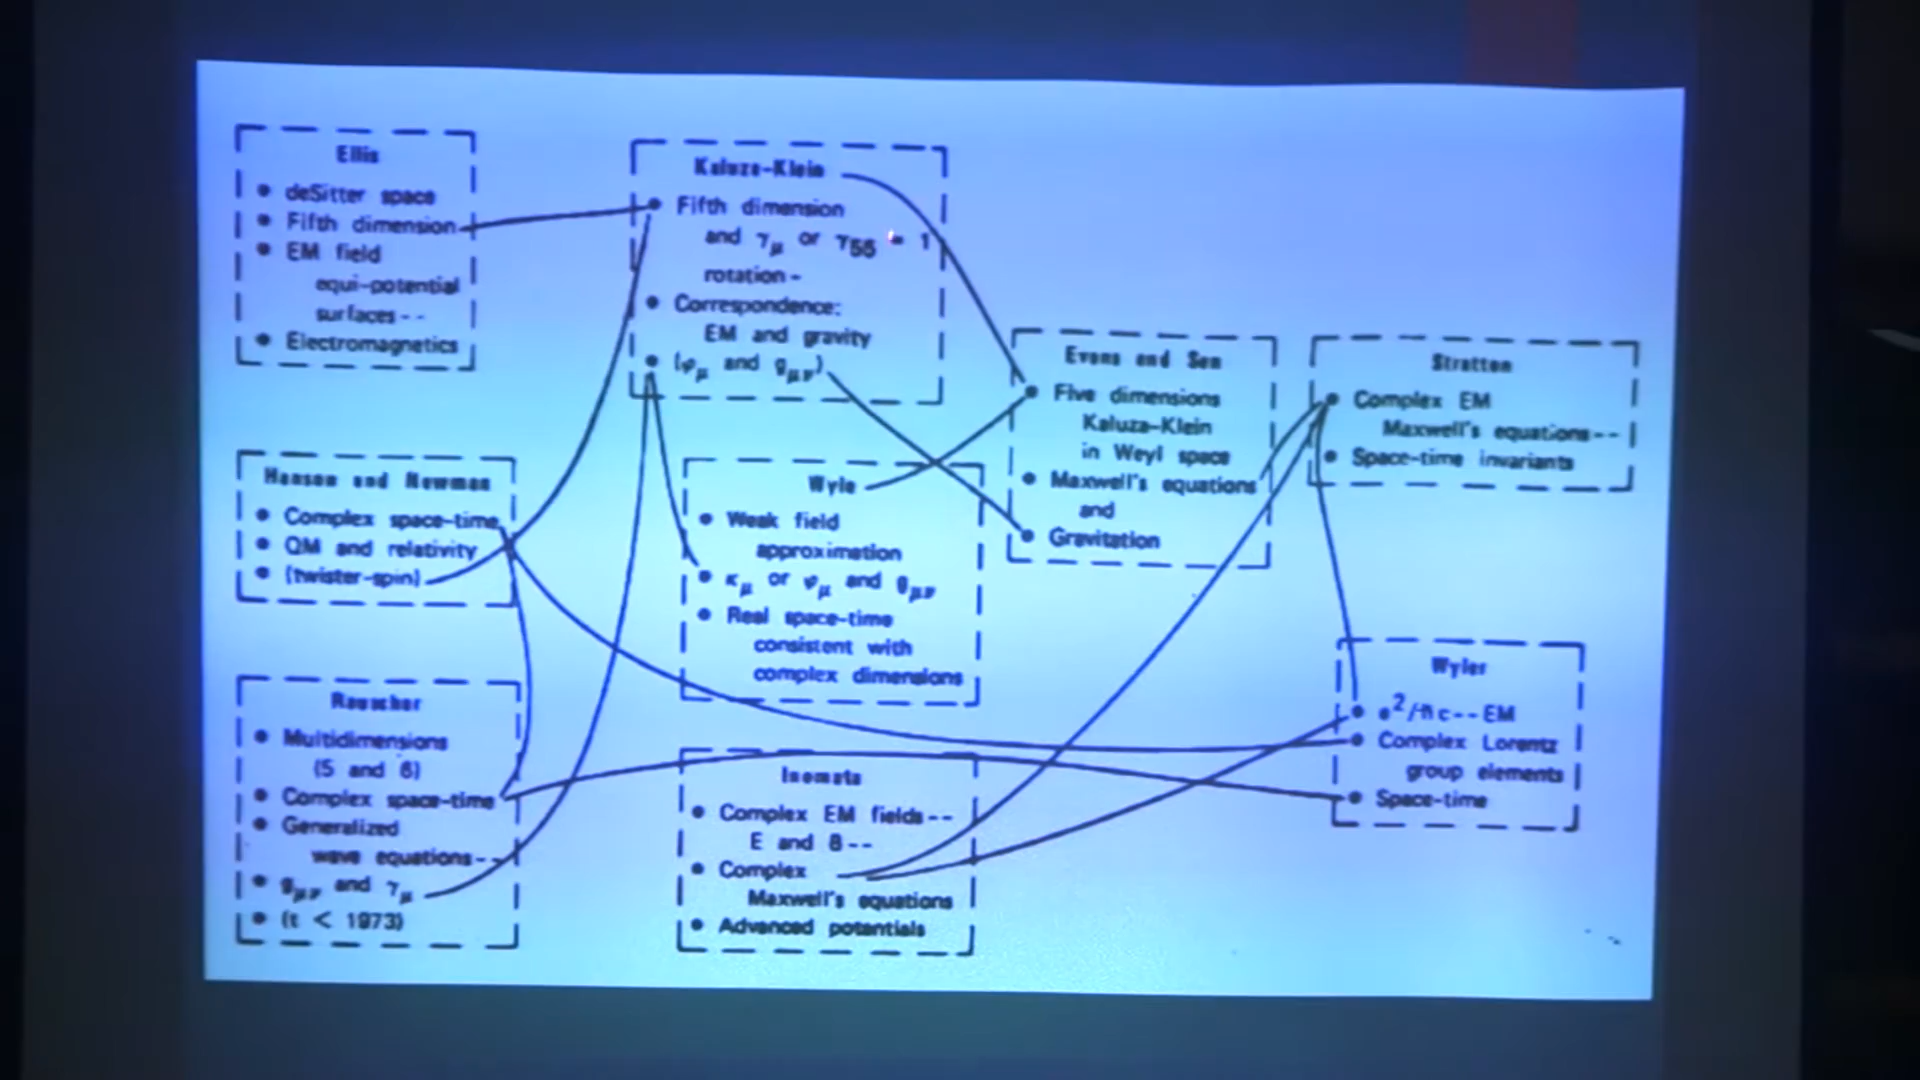 Ellis
• deSitter space
• Fifth dimension
• EM field
equi-potential
surfaces--
• Electromagnetics
Kaluza-Klein
• Fifth dimension
and γμ or γ55 = 1
rotation-
• Correspondence:
EM and gravity
• (φμ and gμν)
Evans and Sen
• Five dimensions
Kaluza-Klein
in Weyl space
• Maxwell's equations
and
• Gravitation
Stratton
• Complex EM
Maxwell's equations--
• Space-time invariants
Hansen and Newman
• Complex space-time
• QM and relativity
• (twister-spin)
Wyle
• Weak field
approximation
• κμ or φμ and gμν
• Real space-time
consistent with
complex dimensions
Rauscher
• Multidimensions
(5 and 6)
• Complex space-time
• Generalized
wave equations--
• gμν and γμ
• (t < 1973)
Inomata
• Complex EM fields--
E and B--
• Complex
Maxwell's equations
• Advanced potentials
Wyler
• e²/ħc--EM
• Complex Lorentz
group elements
• Space-time